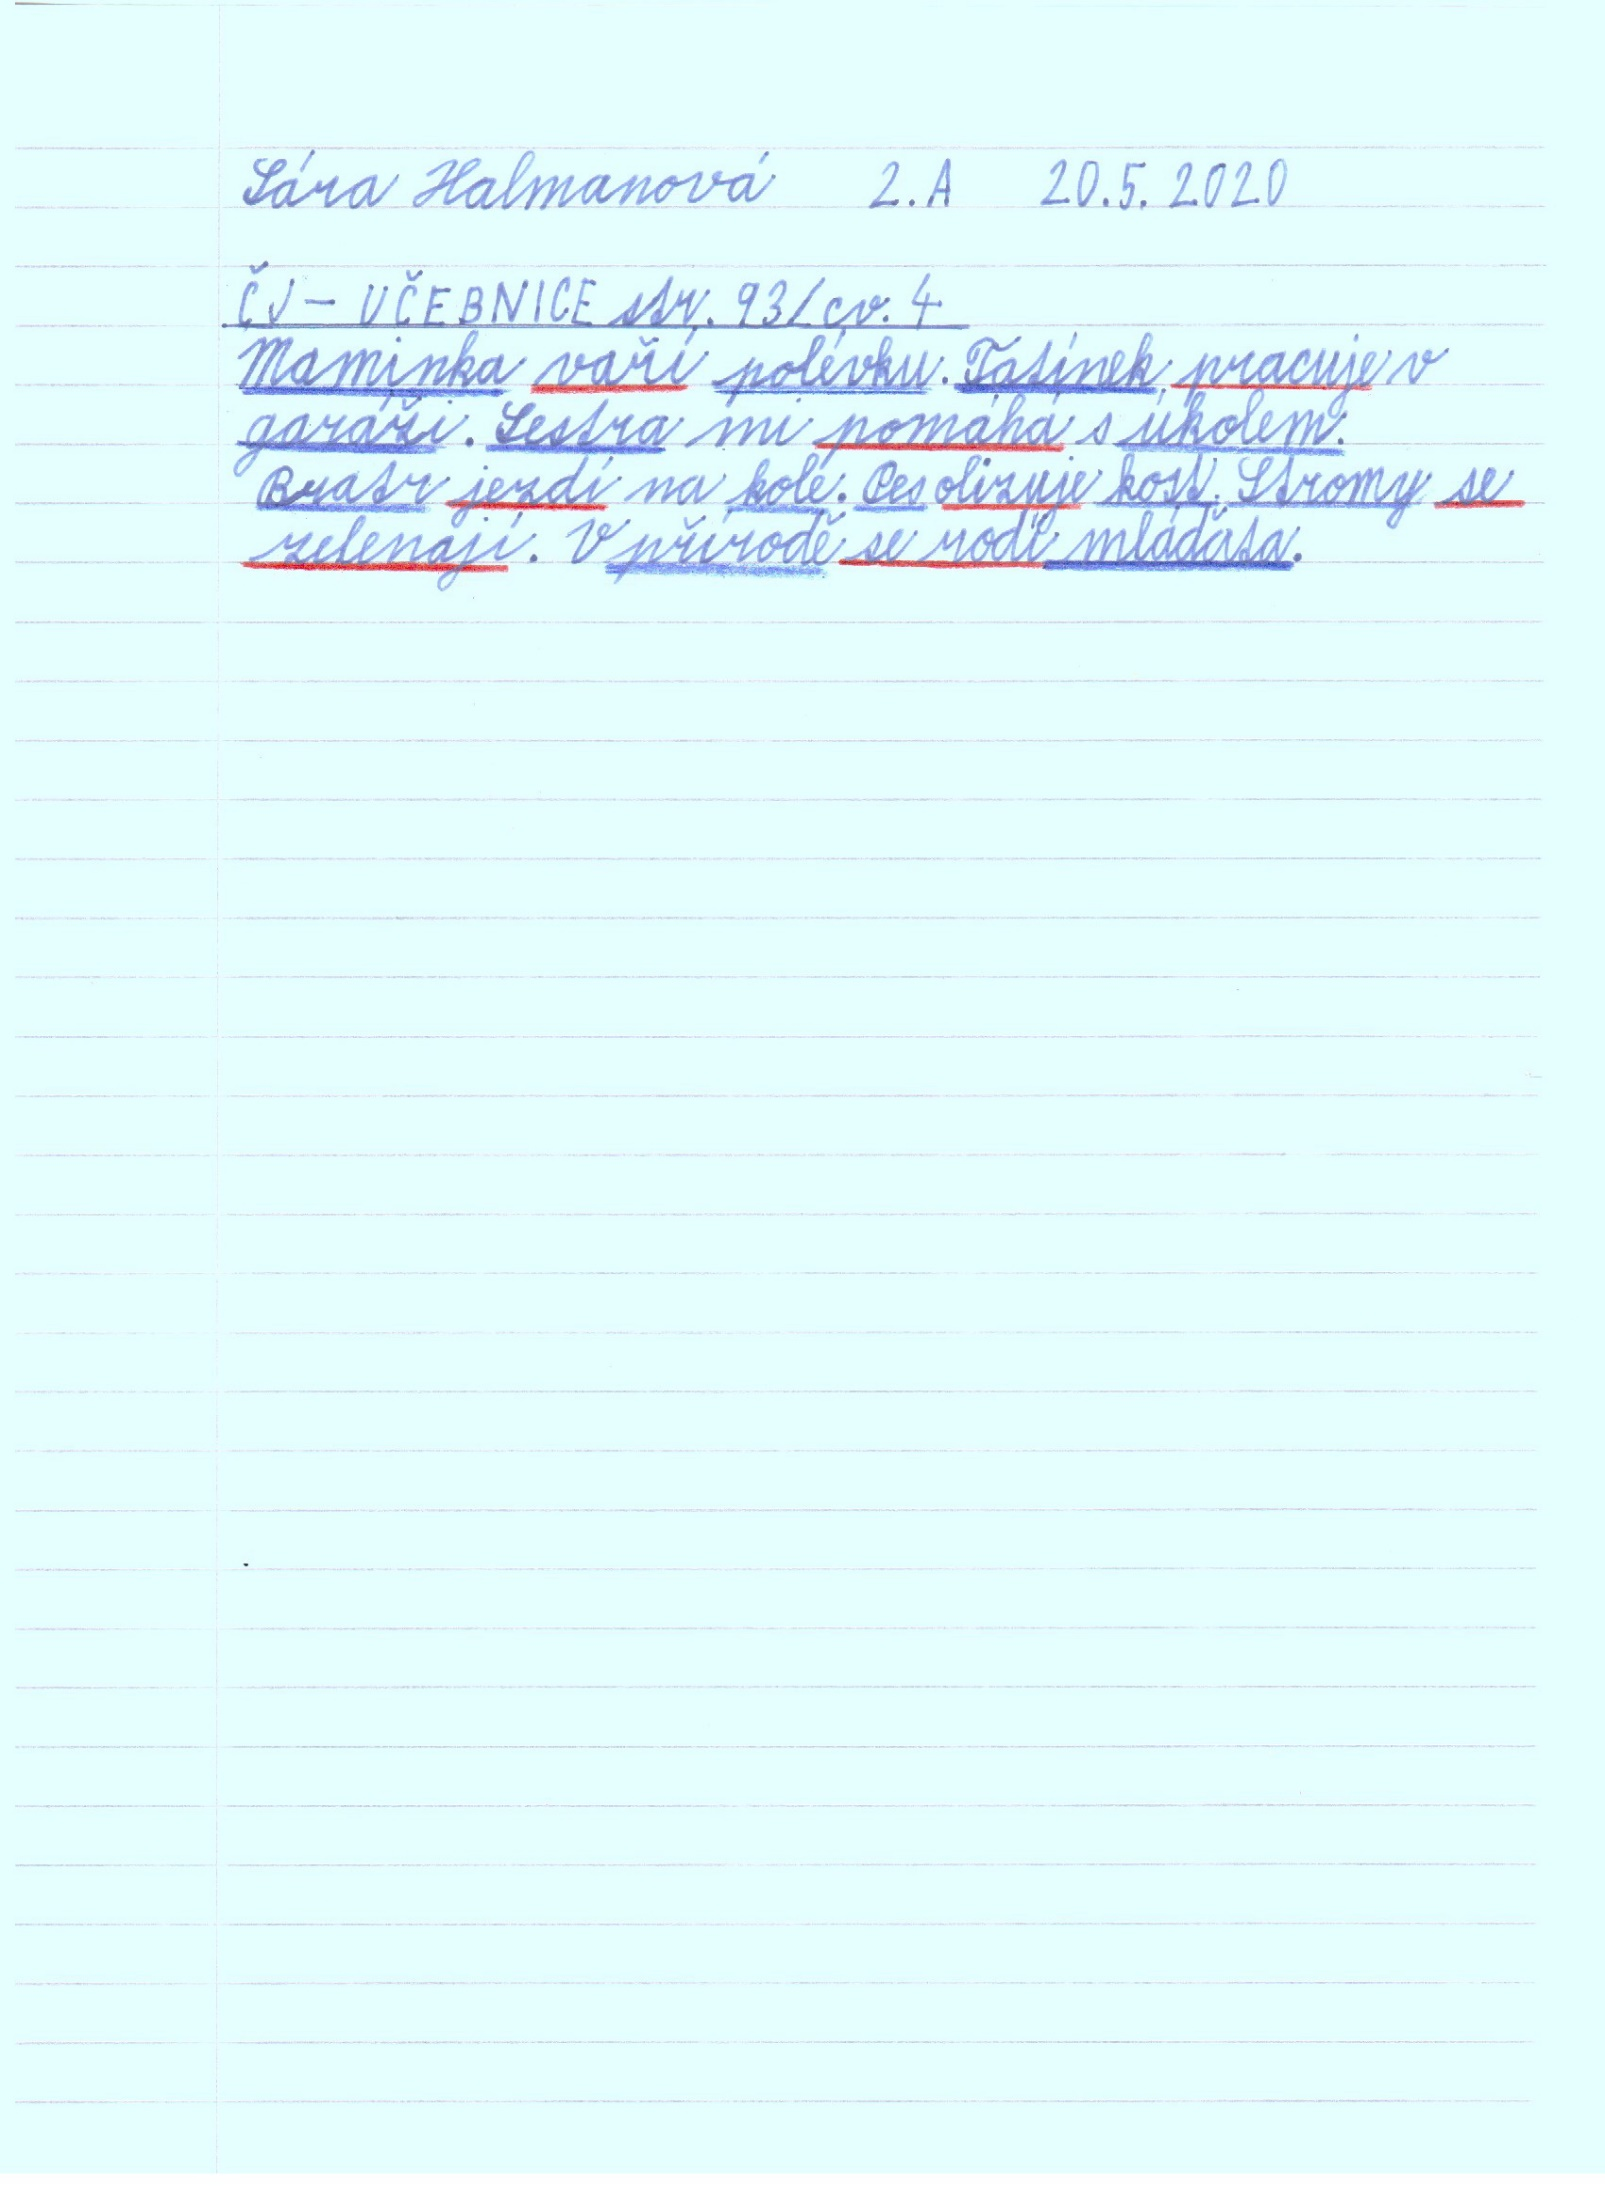 Sára Halmanová 2.A 20.5.2020
ČJ – UČEBNICE str. 93/cv. 4
Maminka vaří polévku. Tatínek pracuje v
garáži. Sestra mi pomáhá s úkolem.
Bratr jezdí na kole. Pes olizuje kost. Stromy se
zelenají. V přírodě se rodí mláďata.